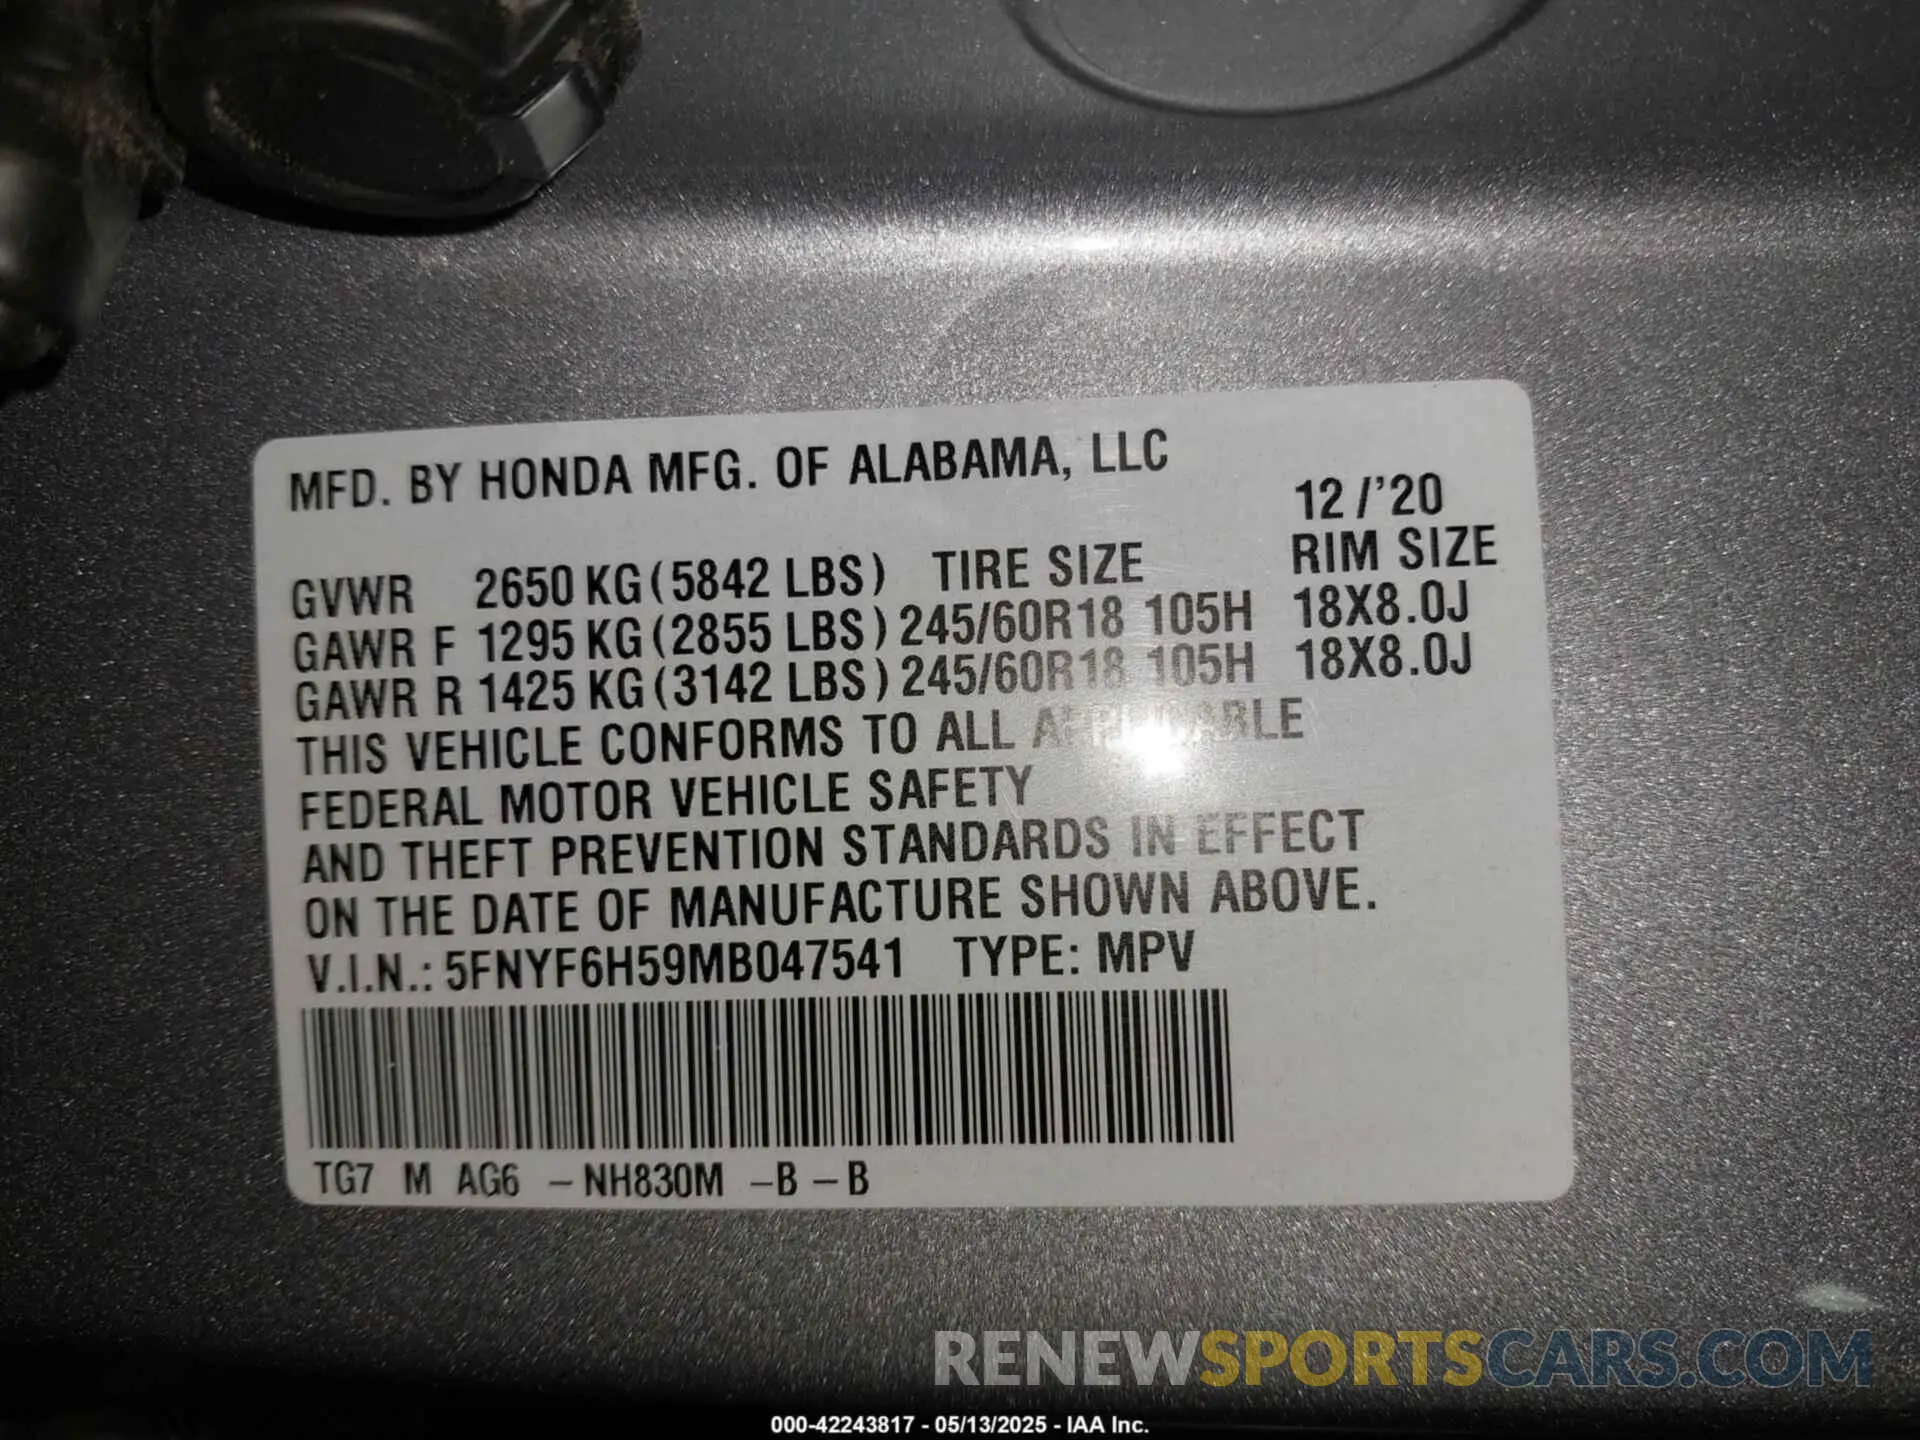 MFD. BY HONDA MFG. OF ALABAMA, LLC
12/'20
GVWR 2650 KG (5842 LBS) TIRE SIZE RIM SIZE
GAWR F 1295 KG (2855 LBS) 245/60R18 105H 18X8.0J
GAWR R 1425 KG (3142 LBS) 245/60R18 105H 18X8.0J
THIS VEHICLE CONFORMS TO ALL APPLICABLE
FEDERAL MOTOR VEHICLE SAFETY
AND THEFT PREVENTION STANDARDS IN EFFECT
ON THE DATE OF MANUFACTURE SHOWN ABOVE.
V.I.N.: 5FNYF6H59MB047541 TYPE: MPV
TG7 M AG6 – NH830M – B – B
RENEWSPORTSCARS.COM
000-42243817 - 05/13/2025 - IAA Inc.